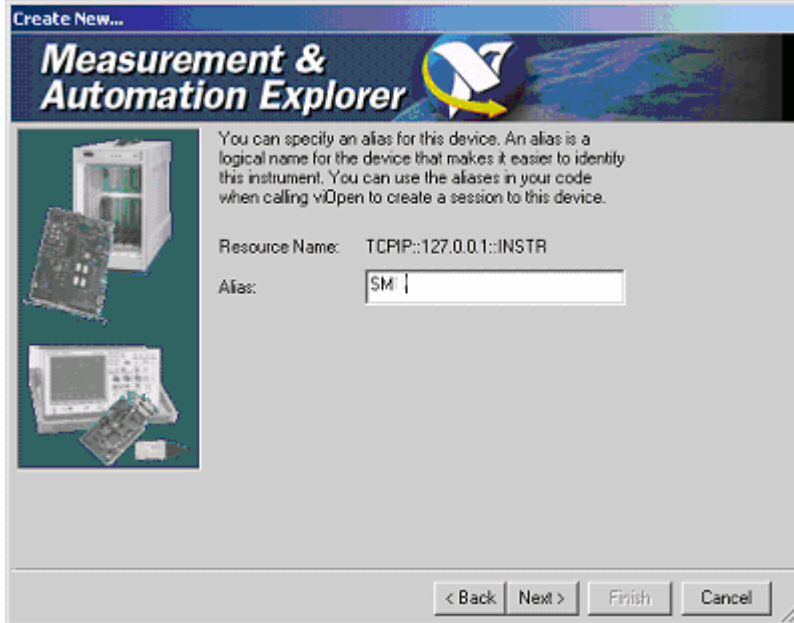 Create New...
Measurement &
Automation Explorer
You can specify an alias for this device. An alias is a
logical name for the device that makes it easier to identify
this instrument. You can use the aliases in your code
when calling viOpen to create a session to this device.
Resource Name: TCPIP::127.0.0.1::INSTR
Alias:
< Back Next > Finish Cancel